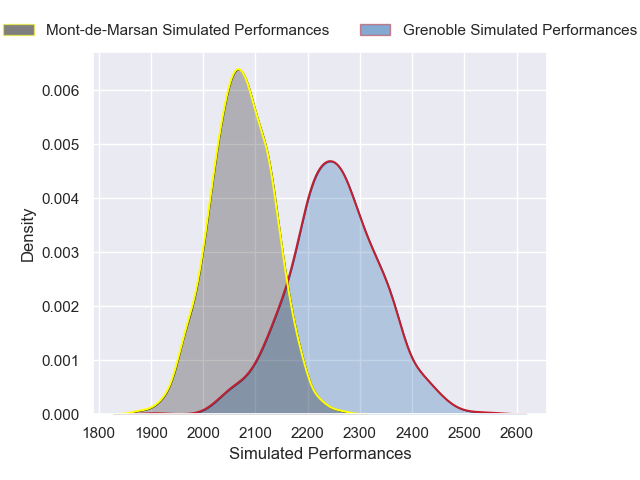 Mont-de-Marsan Simulated Performances
Grenoble Simulated Performances
0.006
0.005
0.004
0.003
0.002
0.001
0.000
Density
1800 1900 2000 2100 2200 2300 2400 2500 2600
Simulated Performances